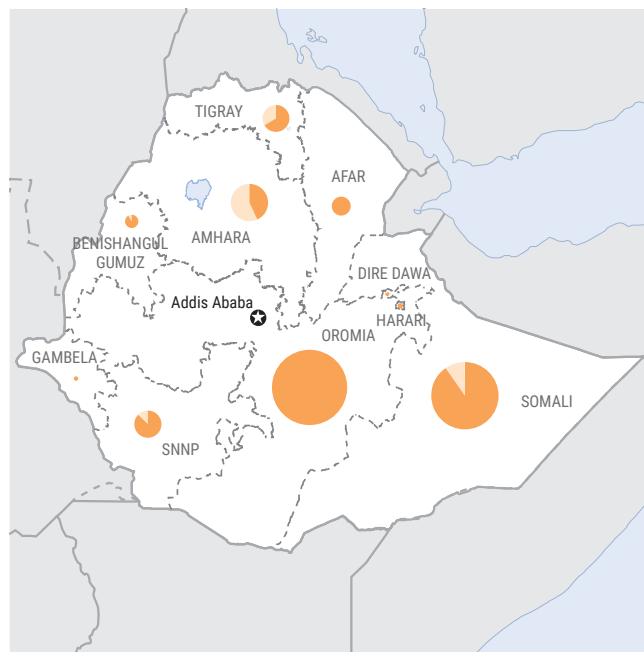 TIGRAY
AFAR
AMHARA
BENISHANGUL
GUMUZ
DIRE DAWA
Addis Ababa
HARARI
OROMIA
GAMBELA
SOMALI
SNNP